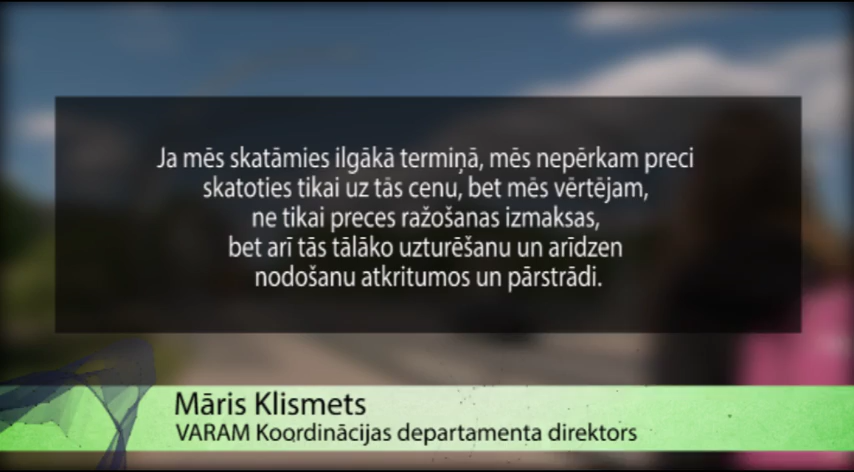 Ja mēs skatāmies ilgākā termiņā, mēs nepērkam preci
skatoties tikai uz tās cenu, bet mēs vērtējam,
ne tikai preces ražošanas izmaksas,
bet arī tās tālāko uzturēšanu un arīdzen
nodošanu atkritumos un pārstrādi.
Māris Klismets
VARAM Koordinācijas departamenta direktors